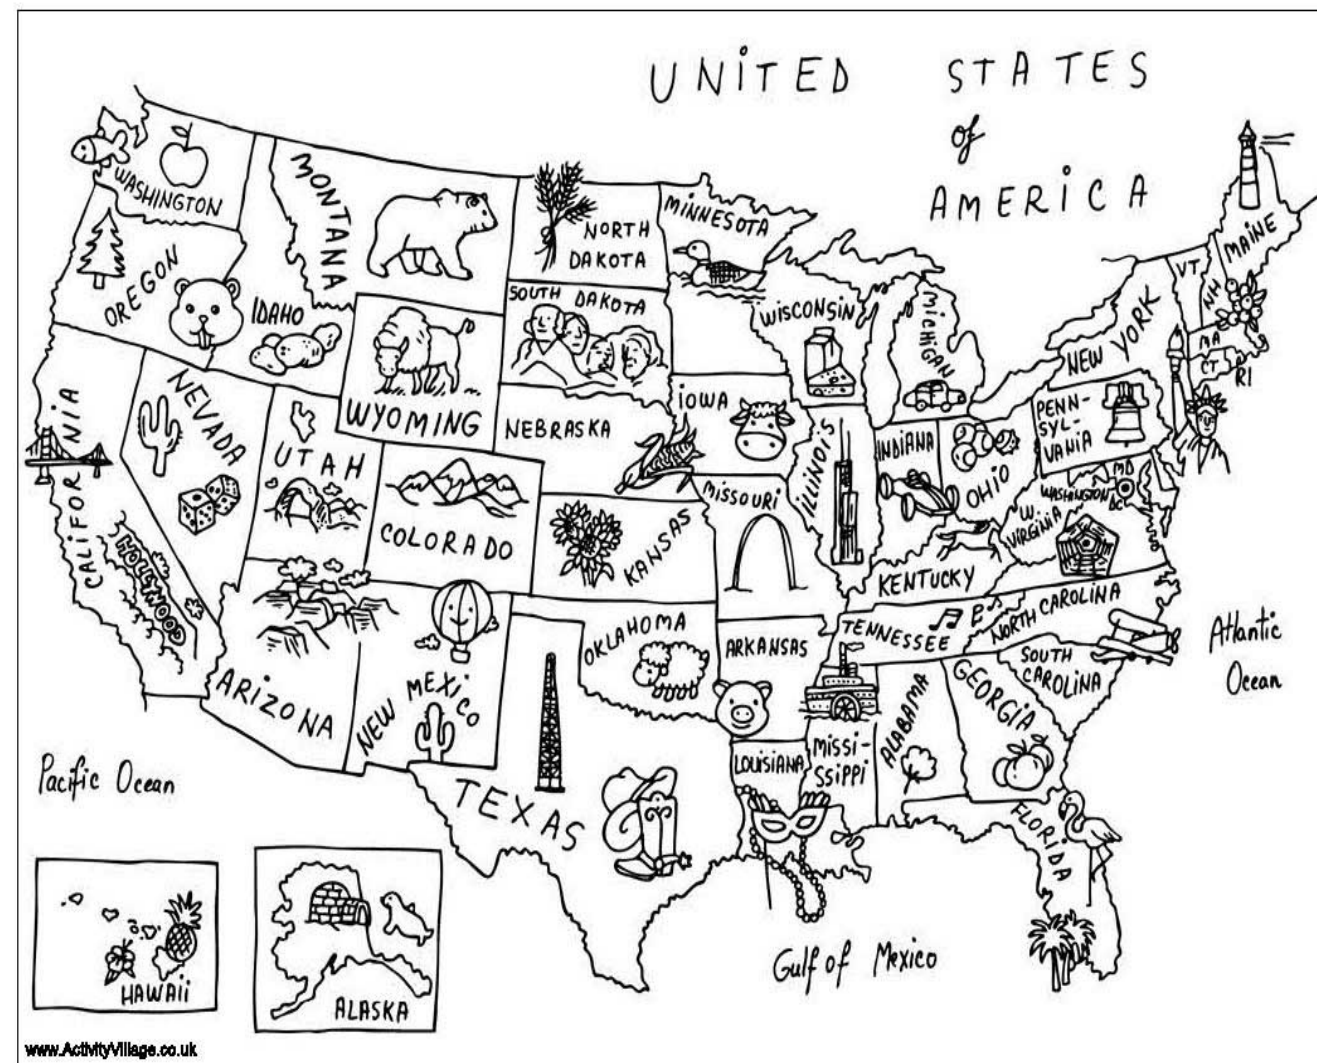 UNITED STATES
of
AMERICA
WASHINGTON
MONTANA
NORTH
DAKOTA
MINNESOTA
MAINE
VT
NH
OREGON
IDAHO
SOUTH DAKOTA
WISCONSIN
MICHIGAN
NEW YORK
MA
CT
RI
WYOMING
NEBRASKA
IOWA
PENN-
SYL-
VANIA
NEVADA
UTAH
CALIFORNIA
HOLLYWOOD
COLORADO
KANSAS
MISSOURI
ILLINOIS
INDIANA
OHIO
W.
VIRGINIA
WASHINGTON
DC
MD
KENTUCKY
ARIZONA
NEW MEXICO
OKLAHOMA
ARKANSAS
TENNESSEE
NORTH CAROLINA
SOUTH
CAROLINA
Atlantic
Ocean
TEXAS
LOUISIANA
MISSI-
SSIPPI
ALABAMA
GEORGIA
FLORIDA
Pacific Ocean
Gulf of Mexico
HAWAII
ALASKA
www.ActivityVillage.co.uk